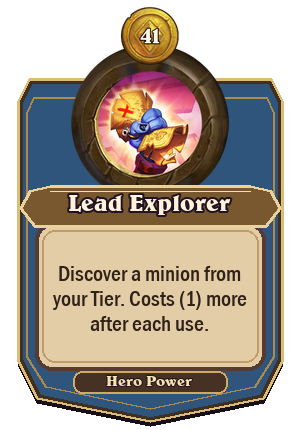 41
Lead Explorer
Discover a minion from
your Tier. Costs (1) more
after each use.
Hero Power